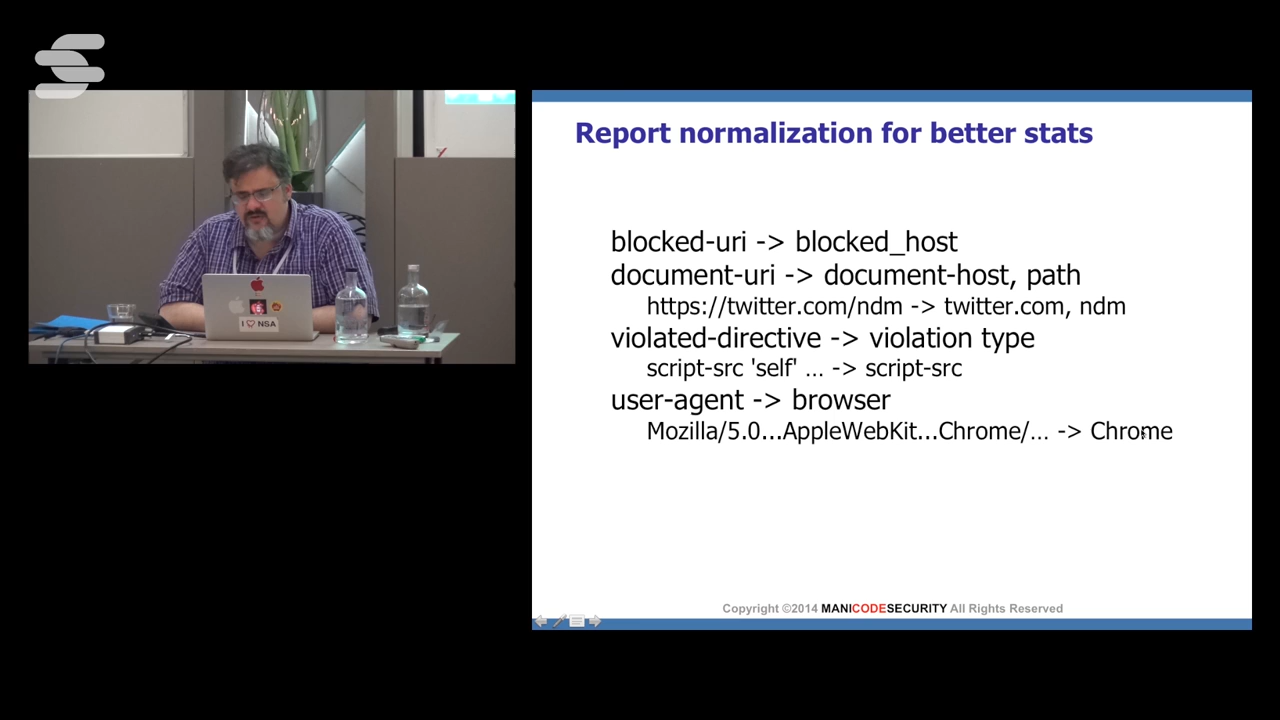 Report normalization for better stats
blocked-uri -> blocked_host
document-uri -> document-host, path
https://twitter.com/ndm -> twitter.com, ndm
violated-directive -> violation type
script-src 'self' ... -> script-src
user-agent -> browser
Mozilla/5.0...AppleWebKit...Chrome/... -> Chrome
Copyright ©2014 MANICODESECURITY All Rights Reserved
I ♡ NSA